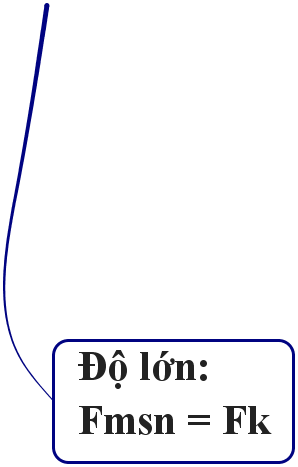 Độ lớn:
Fmsn = Fk